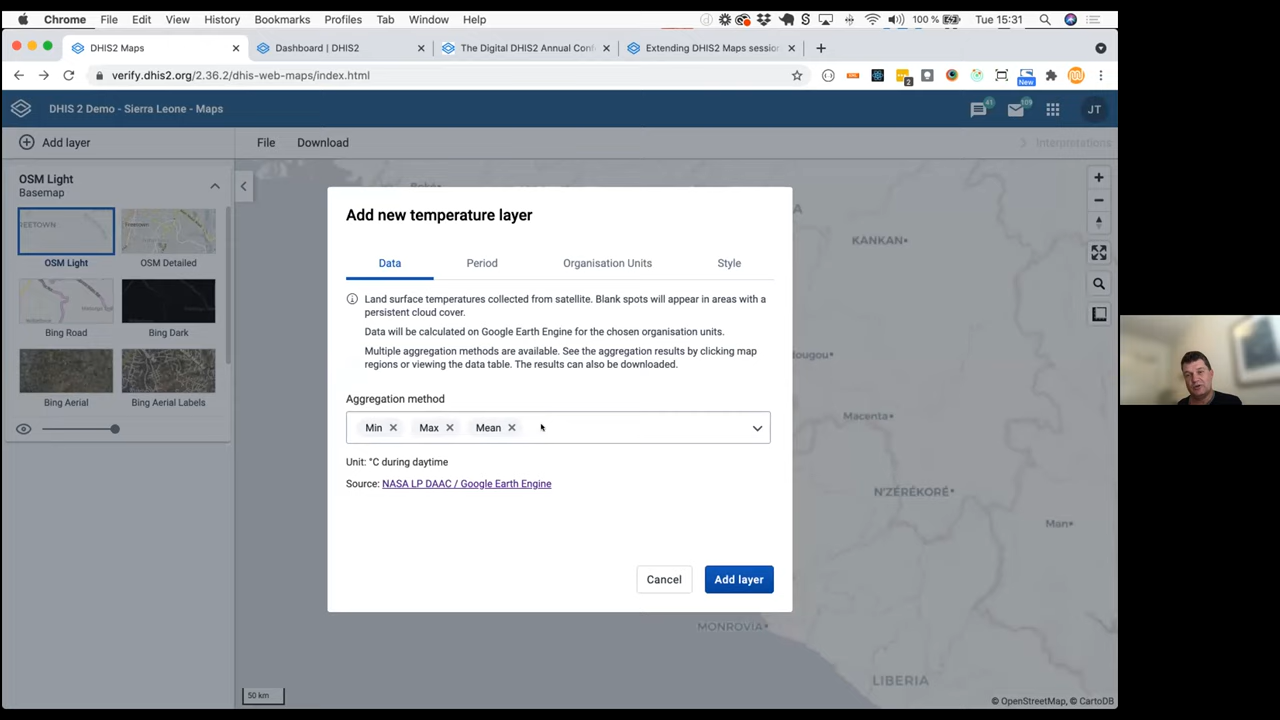 Chrome File Edit View History Bookmarks Profiles Tab Window Help 100 % Tue 15:31
DHIS2 Maps
Dashboard | DHIS2
The Digital DHIS2 Annual Conf
Extending DHIS2 Maps session
verify.dhis2.org/2.36.2/dhis-web-maps/index.html
2
New
DHIS 2 Demo - Sierra Leone - Maps
41
109
JT
Add layer
File
Download
Interpretations
OSM Light
Basemap
OSM Light
OSM Detailed
Bing Road
Bing Dark
Bing Aerial
Bing Aerial Labels
Add new temperature layer
Data
Period
Organisation Units
Style
Land surface temperatures collected from satellite. Blank spots will appear in areas with a
persistent cloud cover.
Data will be calculated on Google Earth Engine for the chosen organisation units.
Multiple aggregation methods are available. See the aggregation results by clicking map
regions or viewing the data table. The results can also be downloaded.
Aggregation method
Min
Max
Mean
Unit: °C during daytime
Source: NASA LP DAAC / Google Earth Engine
Cancel
Add layer
KANKAN
Macenta
N'ZÉRÉKORÉ
Man
MONROVIA
LIBERIA
50 km
© OpenStreetMap, © CartoDB